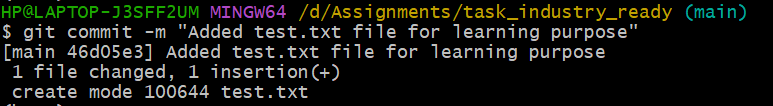 HP@LAPTOP-J3SFF2UM MINGW64 /d/Assignments/task_industry_ready (main)
$ git commit -m "Added test.txt file for learning purpose"
[main 46d05e3] Added test.txt file for learning purpose
 1 file changed, 1 insertion(+)
 create mode 100644 test.txt